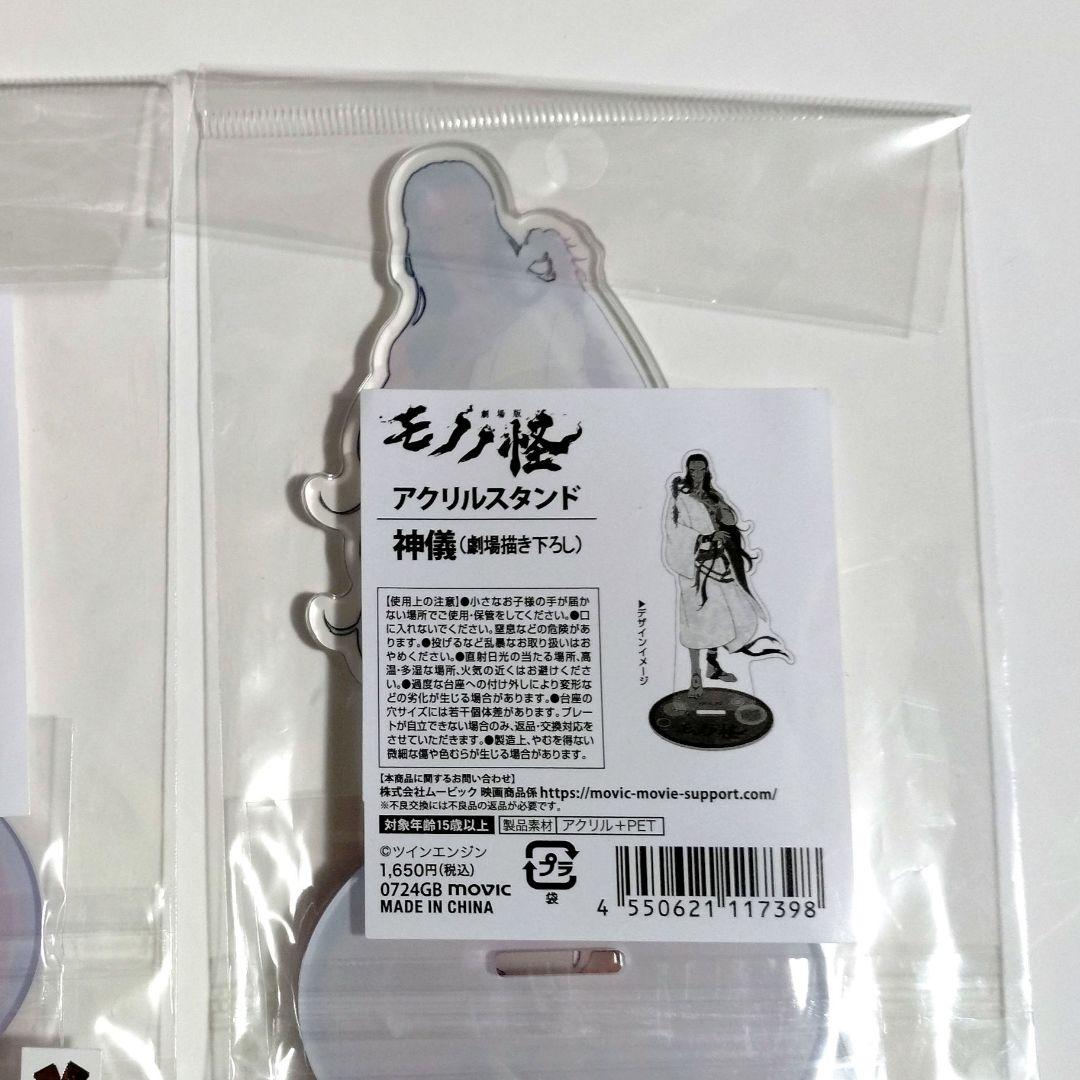 劇場版
モノノ怪
アクリルスタンド
神儀(劇場描き下ろし)
【使用上の注意】●小さなお子様の手が届か
ない場所でご使用・保管をしてください。●口
に入れないでください。窒息などの危険があ
ります。●投げるなど乱暴なお取り扱いはお
やめください。●直射日光の当たる場所、高
温・多湿な場所、火気の近くはお避けくださ
い。●過度な台座への付け外しにより変形な
どの劣化が生じる場合があります。●台座の
穴サイズには若干個体差があります。プレー
トが自立できない場合のみ、返品・交換対応を
させていただきます。●製造上、やむを得ない
微細な傷や色むらが生じる場合があります。
▶デザインイメージ
モノノ怪
【本商品に関するお問い合わせ】
株式会社ムービック 映画商品係 https://movic-movie-support.com/
※不良交換には不良品の返品が必要です。
対象年齢15歳以上 製品素材 アクリル+PET
©ツインエンジン
1,650円(税込)
0724GB movic
MADE IN CHINA
プラ
袋
4 550621 117398